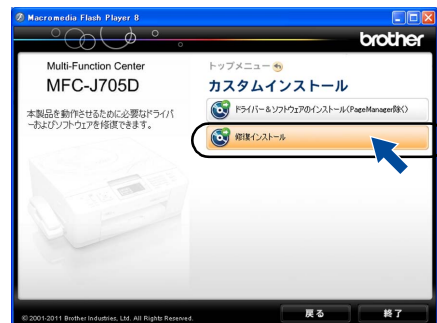 Macromedia Flash Player 8
brother
Multi-Function Center
MFC-J705D
本製品を動作させるために必要なドライバ
ーおよびソフトウェアを修復できます。
トップメニュー
カスタムインストール
ドライバー&ソフトウェアのインストール(PageManager除く)
修復インストール
© 2001-2011 Brother Industries, Ltd. All Rights Reserved.
戻る
終了